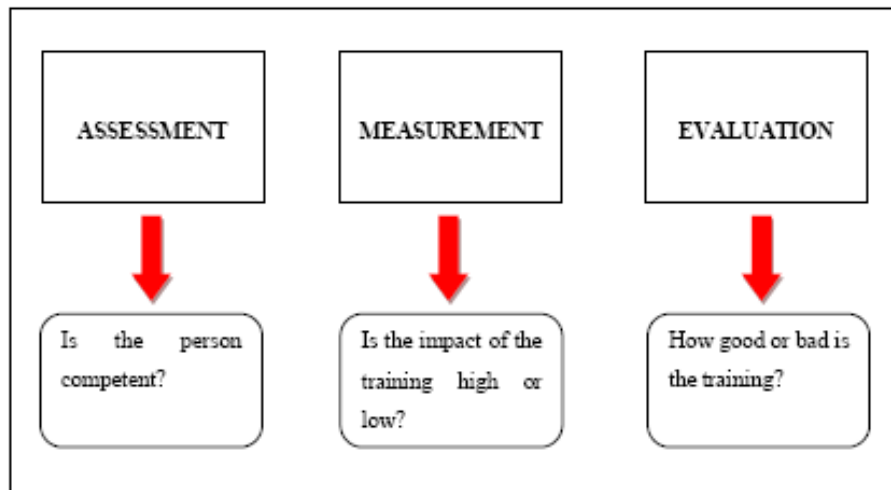 ASSESSMENT
MEASUREMENT
EVALUATION
Is the person
competent?
Is the impact of the
training high or
low?
How good or bad is
the training?